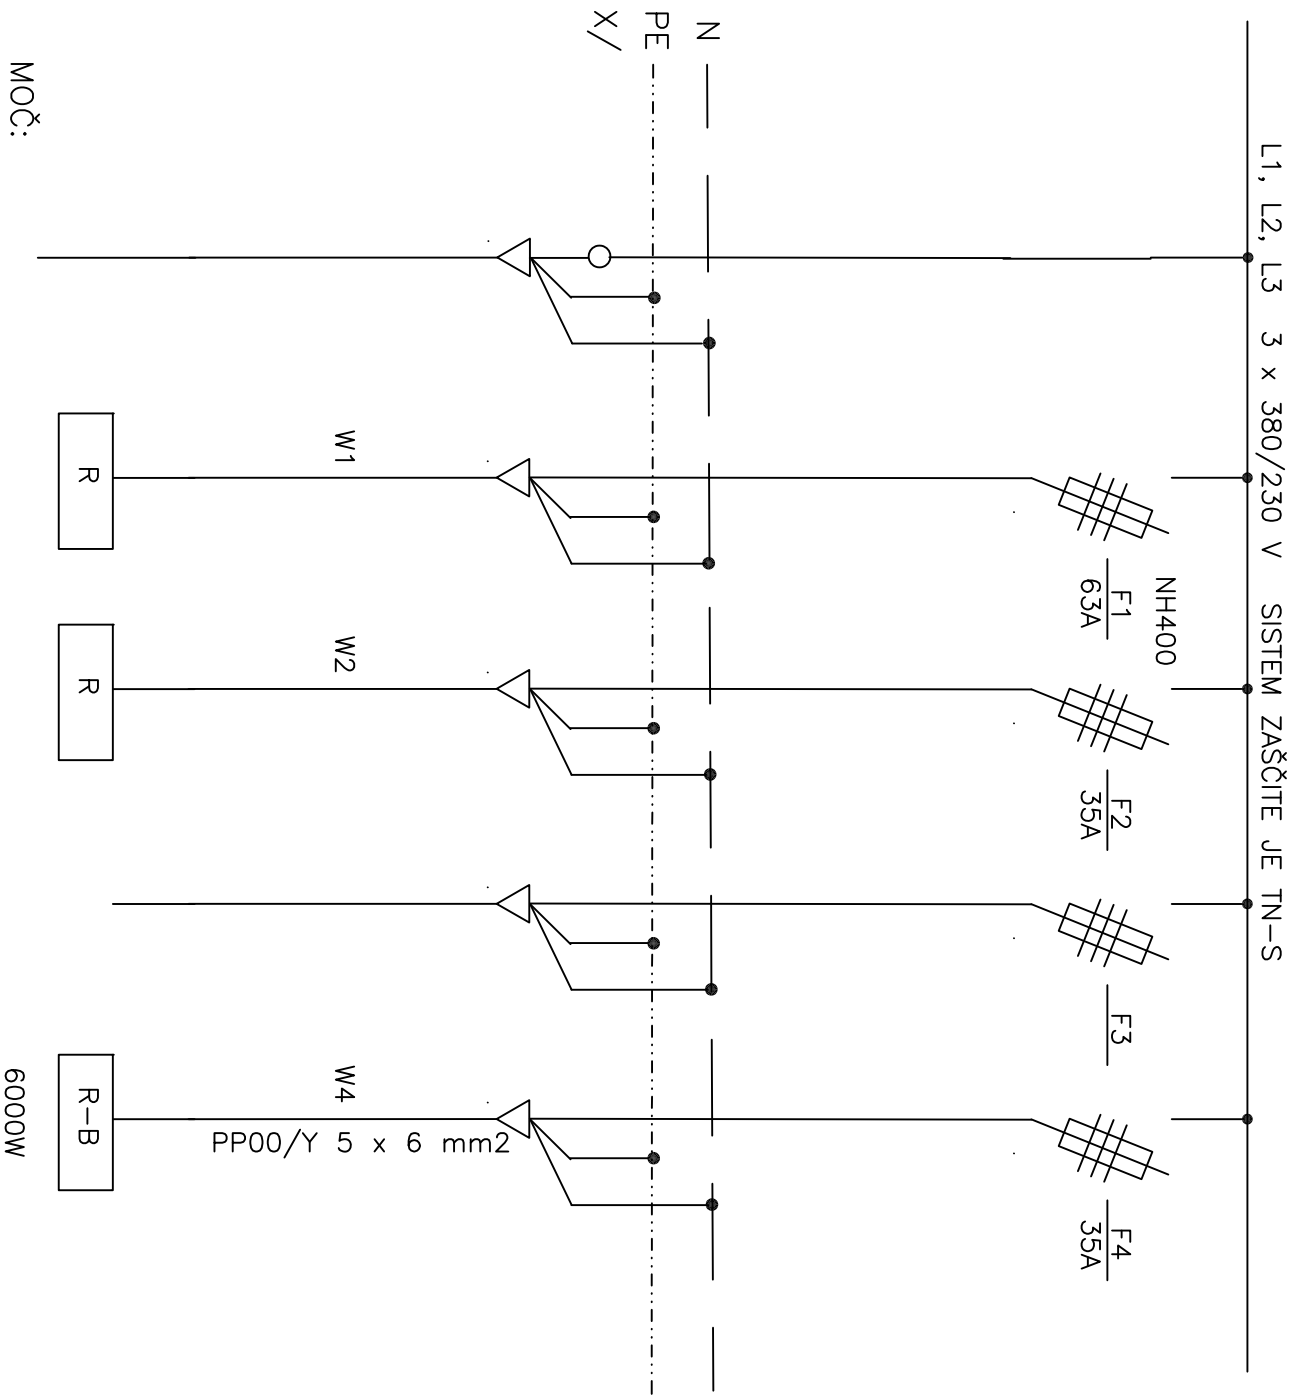 L1, L2, L3 3 x 380/230 V SISTEM ZAŠČITE JE TN-S
NH400
F1
63A
F2
35A
F3
F4
35A
N
PE
X/
W1
W2
W4
PP00/Y 5 x 6 mm2
R
R
R-B
MOČ:
6000W